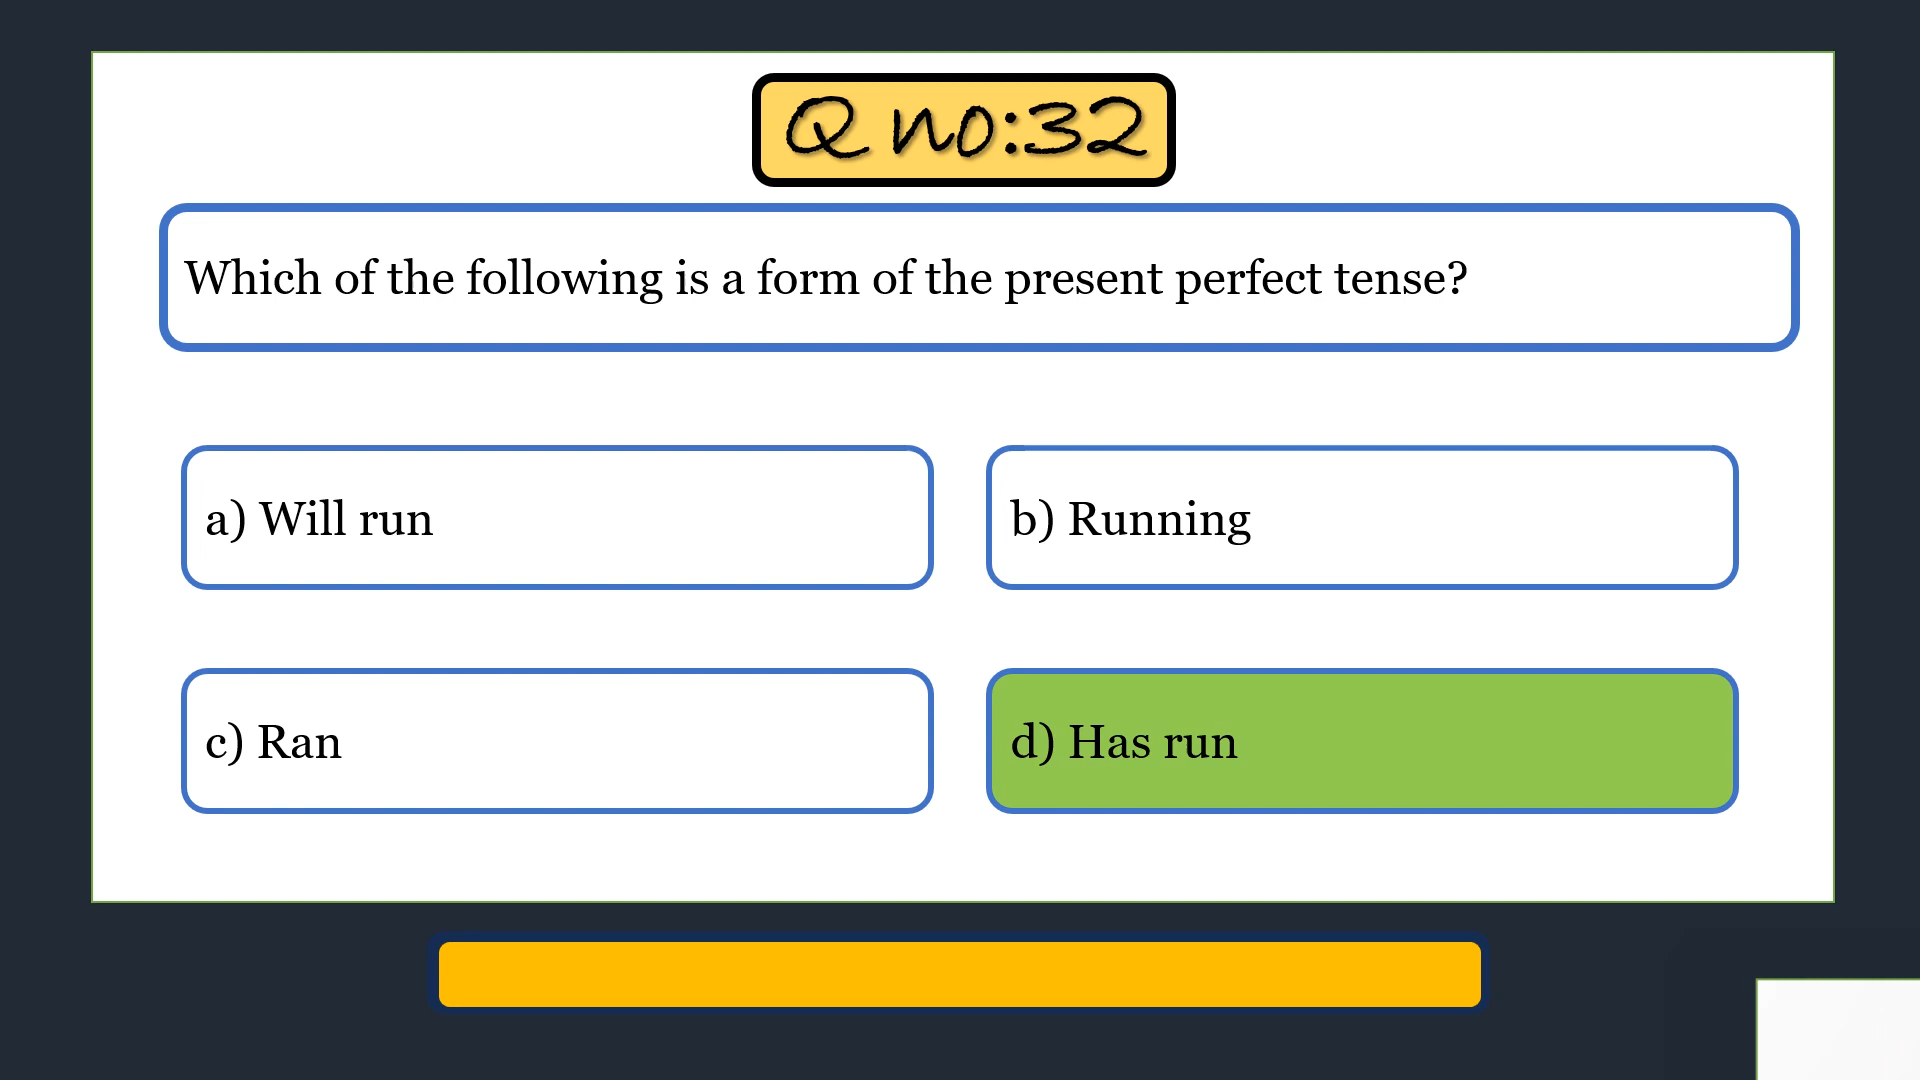 Q no:32
Which of the following is a form of the present perfect tense?
a) Will run
b) Running
c) Ran
d) Has run